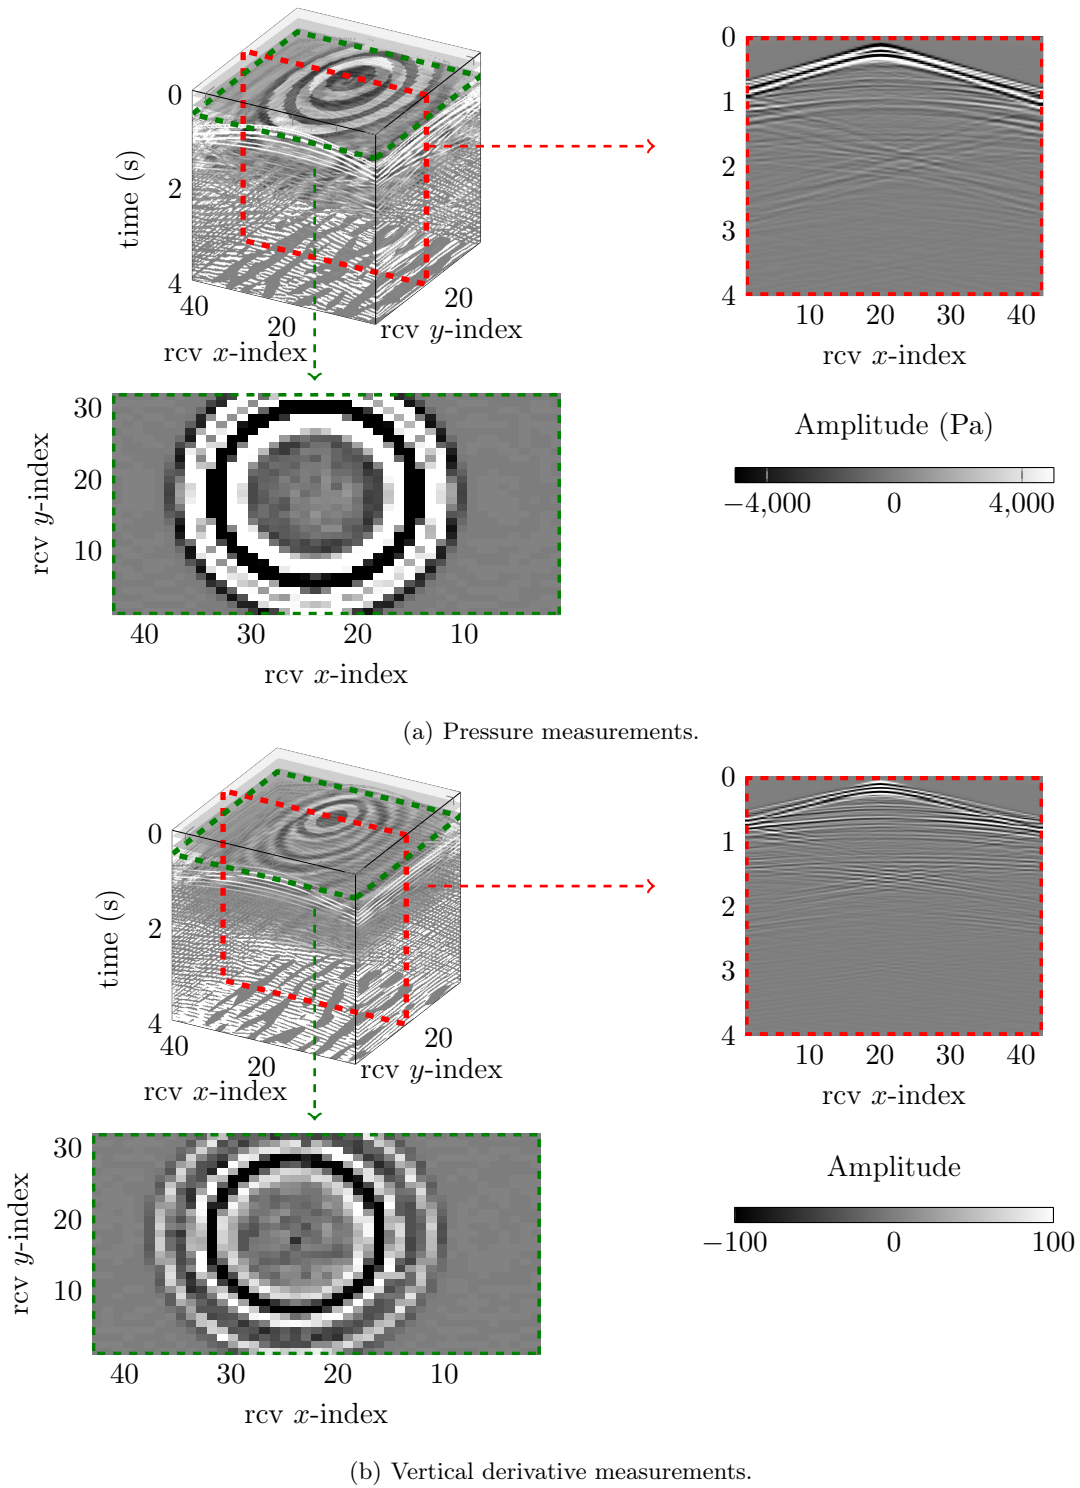 0
2
4
time (s)
40
20
rcv x-index
20
rcv y-index
0
1
2
3
4
10 20 30 40
rcv x-index
30
20
10
rcv y-index
40 30 20 10
rcv x-index
Amplitude (Pa)
−4,000 0 4,000
(a) Pressure measurements.
0
2
4
time (s)
40
20
rcv x-index
20
rcv y-index
0
1
2
3
4
10 20 30 40
rcv x-index
30
20
10
rcv y-index
40 30 20 10
rcv x-index
Amplitude
−100 0 100
(b) Vertical derivative measurements.